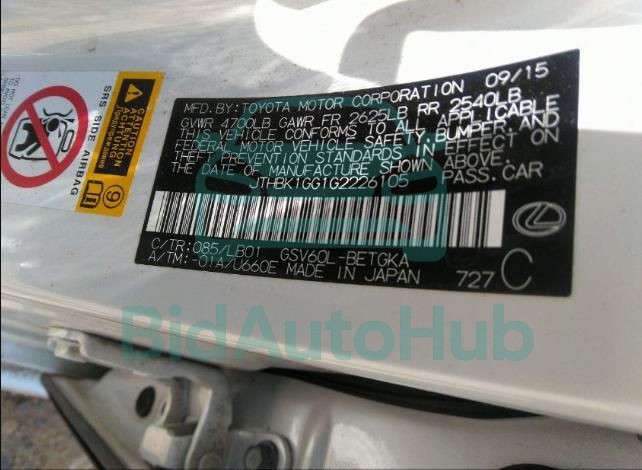 MFD. BY: TOYOTA MOTOR CORPORATION 09/15
GVWR 4700LB GAWR FR 2625LB RR 2540LB
THIS VEHICLE CONFORMS TO ALL APPLICABLE
FEDERAL MOTOR VEHICLE SAFETY, BUMPER, AND
THEFT PREVENTION STANDARDS IN EFFECT ON
THE DATE OF MANUFACTURE SHOWN ABOVE.
JTHBK1GG1G2226105 PASS.CAR
C/TR: 085/LB01 GSV60L-BETGKA
A/TM: -01A/U660E MADE IN JAPAN 727 C
SRS SIDE AIRBAG
ATTENTION
9
BidAutoHub